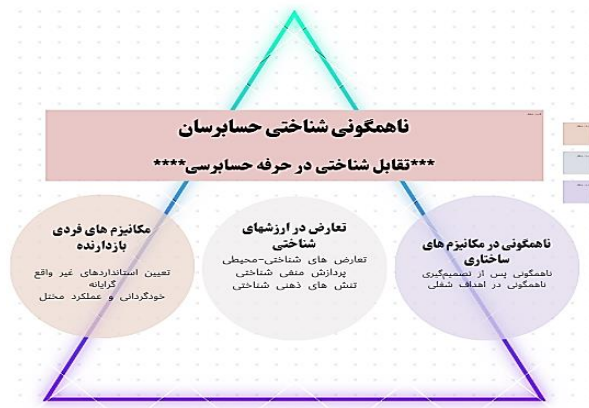 ناهمگونی شناختی حسابرسان
***تقابل شناختی در حرفه حسابرسی****
ناهمگونی در مکانیزم های
ساختاری
ناهمگونی پس از تصمیم‌گیری
ناهمگونی در اهداف شغلی
تعارض در ارزشهای
شناختی
تعارض های شناختی-محیطی
پردازش منفی شناختی
تنش های ذهنی شناختی
مکانیزم های فردی
بازدارنده
تعیین استانداردهای غیر واقع
گرایانه
خودگردانی و عملکرد مختل